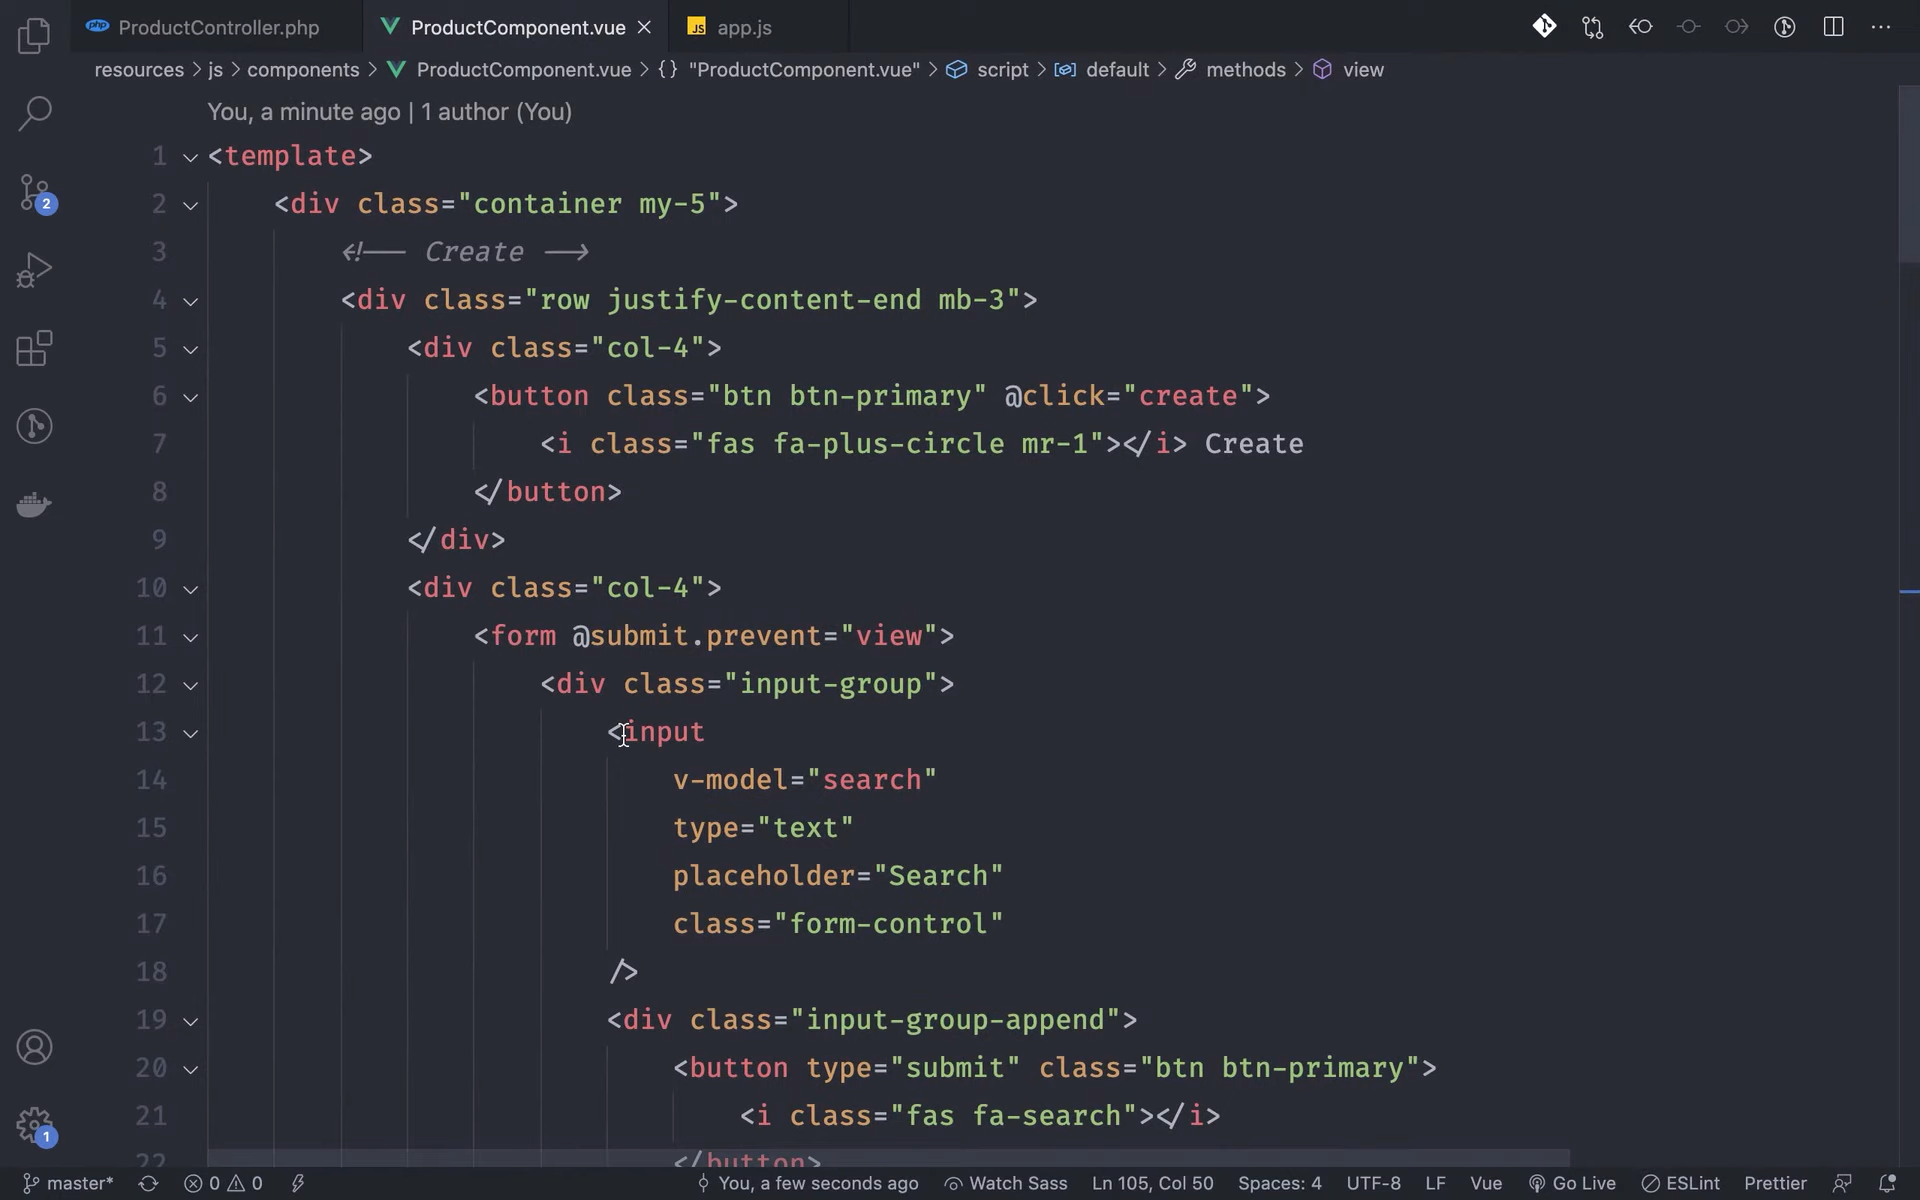 ProductController.php ProductComponent.vue JS app.js
resources > js > components > ProductComponent.vue > {} "ProductComponent.vue" > script > default > methods > view
You, a minute ago | 1 author (You)
1 <template>
2 <div class="container my-5">
3 <!-- Create -->
4 <div class="row justify-content-end mb-3">
5 <div class="col-4">
6 <button class="btn btn-primary" @click="create">
7 <i class="fas fa-plus-circle mr-1"></i> Create
8 </button>
9 </div>
10 <div class="col-4">
11 <form @submit.prevent="view">
12 <div class="input-group">
13 <input
14 v-model="search"
15 type="text"
16 placeholder="Search"
17 class="form-control"
18 />
19 <div class="input-group-append">
20 <button type="submit" class="btn btn-primary">
21 <i class="fas fa-search"></i>
22 </button>
2
1
master* 0 0 You, a few seconds ago Watch Sass Ln 105, Col 50 Spaces: 4 UTF-8 LF Vue Go Live ESLint Prettier